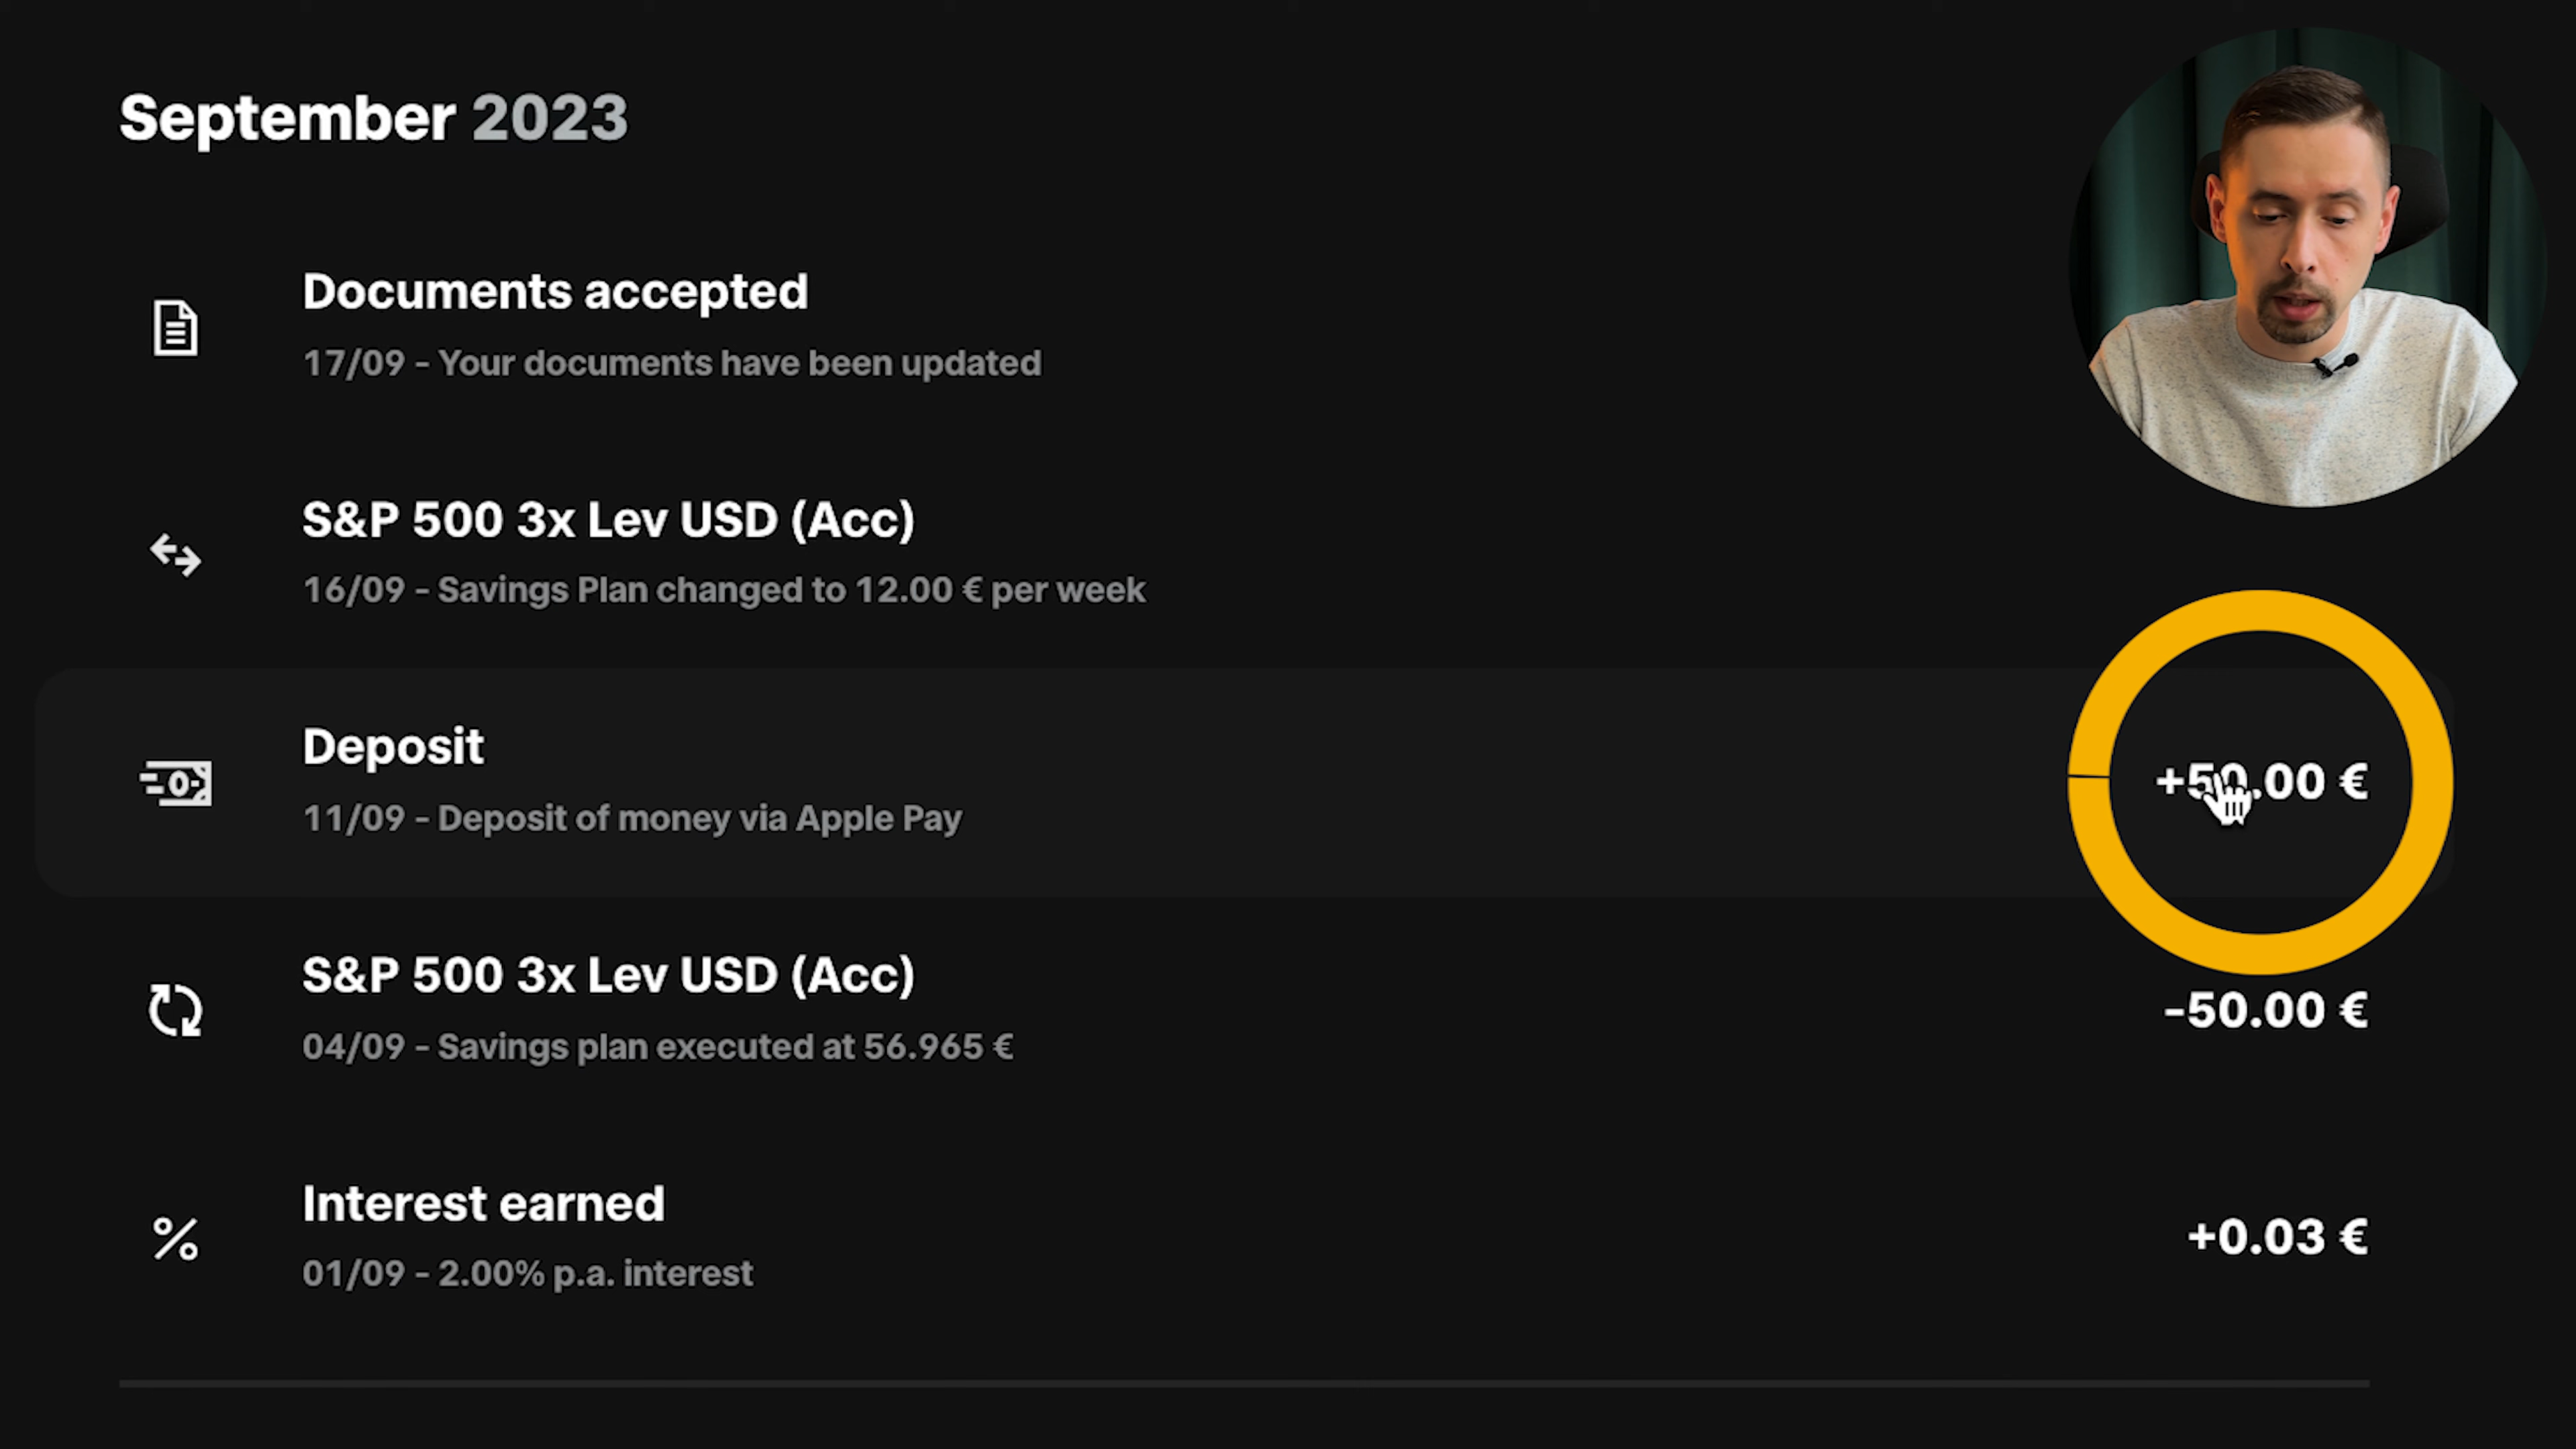 September 2023
Documents accepted
17/09 - Your documents have been updated
S&P 500 3x Lev USD (Acc)
16/09 - Savings Plan changed to 12.00 € per week
Deposit
11/09 - Deposit of money via Apple Pay
+50.00 €
S&P 500 3x Lev USD (Acc)
04/09 - Savings plan executed at 56.965 €
-50.00 €
Interest earned
01/09 - 2.00% p.a. interest
+0.03 €